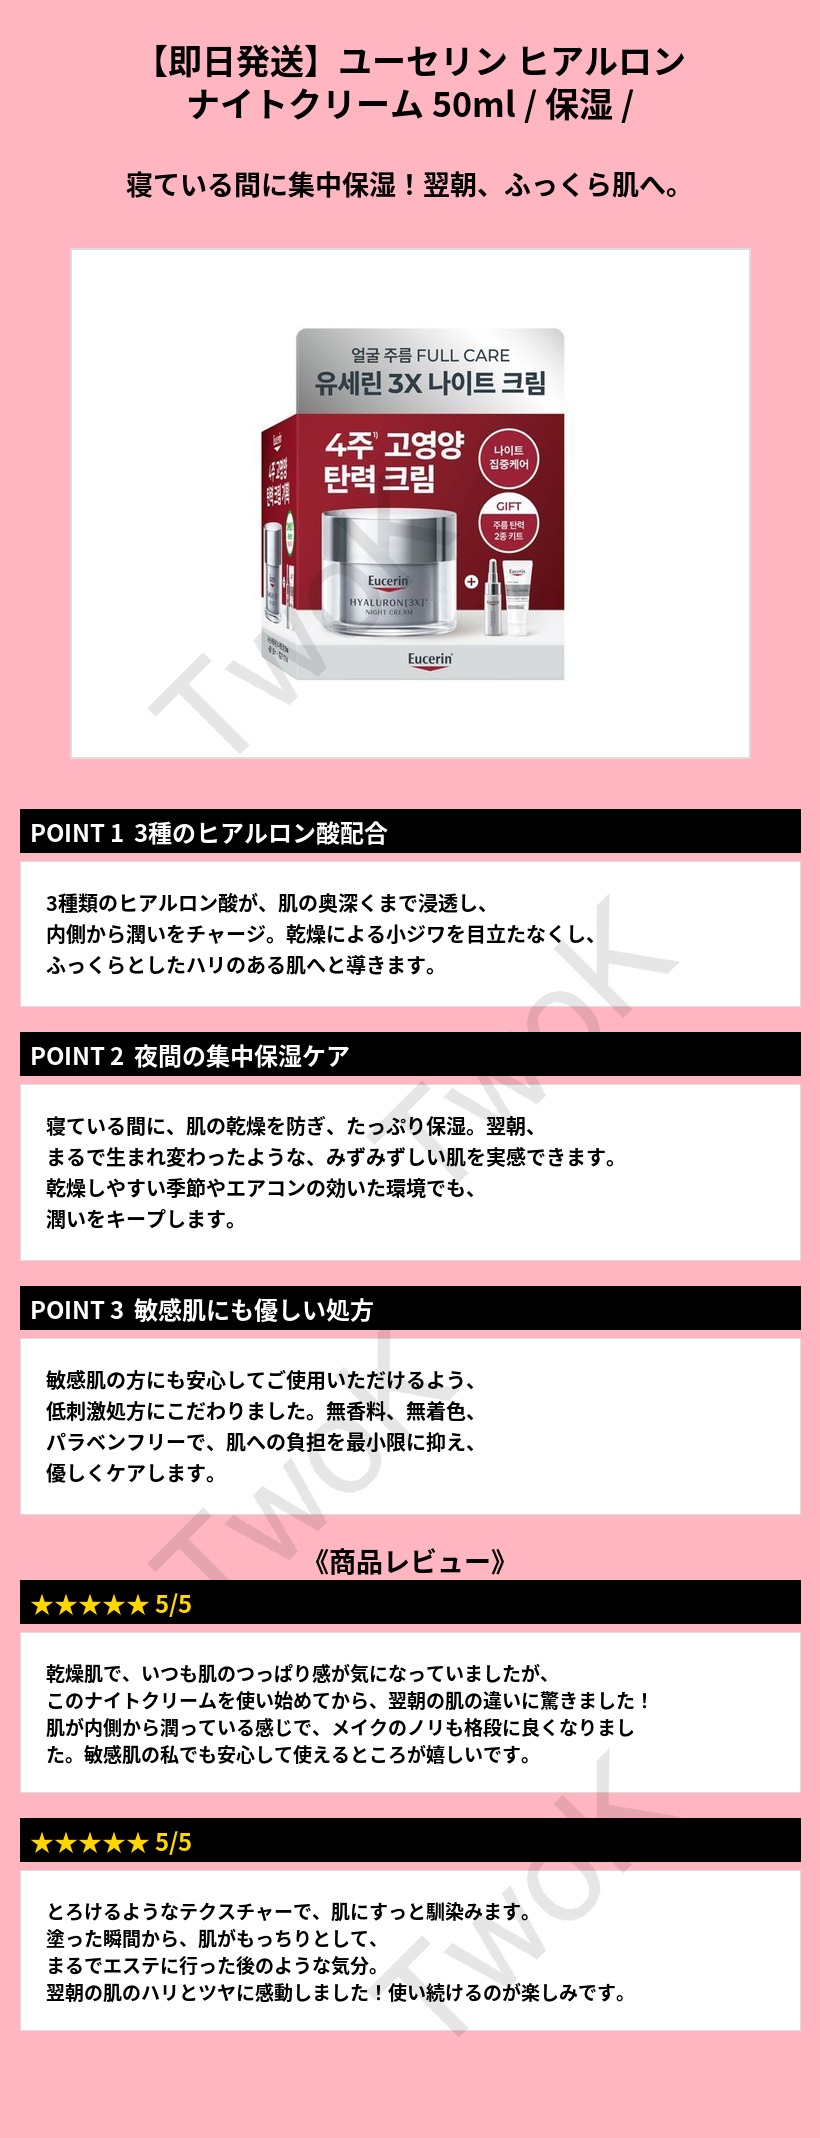 【即日発送】ユーセリン ヒアルロン
ナイトクリーム 50ml / 保湿 /
寝ている間に集中保湿！翌朝、ふっくら肌へ。
얼굴 주름 FULL CARE
유세린 3X 나이트 크림
4주 고영양
탄력 크림
나이트
집중케어
GIFT
주름 탄력
2종 키트
Eucerin
HYALURON[3X]
NIGHT CREAM
Eucerin
Eucerin
TwoK
POINT 1 3種のヒアルロン酸配合
3種類のヒアルロン酸が、肌の奥深くまで浸透し、
内側から潤いをチャージ。乾燥による小ジワを目立たなくし、
ふっくらとしたハリのある肌へと導きます。
TwoK
POINT 2 夜間の集中保湿ケア
寝ている間に、肌の乾燥を防ぎ、たっぷり保湿。翌朝、
まるで生まれ変わったような、みずみずしい肌を実感できます。
乾燥しやすい季節やエアコンの効いた環境でも、
潤いをキープします。
POINT 3 敏感肌にも優しい処方
敏感肌の方にも安心してご使用いただけるよう、
低刺激処方にこだわりました。無香料、無着色、
パラベンフリーで、肌への負担を最小限に抑え、
優しくケアします。
TwoK
《商品レビュー》
★★★★★ 5/5
乾燥肌で、いつも肌のつっぱり感が気になっていましたが、
このナイトクリームを使い始めてから、翌朝の肌の違いに驚きました！
肌が内側から潤っている感じで、メイクのノリも格段に良くなりまし
た。敏感肌の私でも安心して使えるところが嬉しいです。
★★★★★ 5/5
とろけるようなテクスチャーで、肌にすっと馴染みます。
塗った瞬間から、肌がもっちりとして、
まるでエステに行った後のような気分。
翌朝の肌のハリとツヤに感動しました！使い続けるのが楽しみです。
TwoK